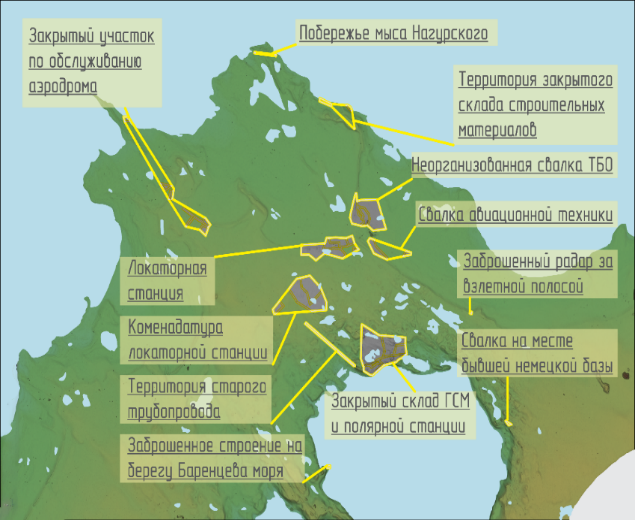 Закрытый участок
по обслуживанию
аэродрома
Побережье мыса Нагурского
Территория закрытого
склада строительных
материалов
Неорганизованная свалка ТБО
Свалка авиационной техники
Локаторная
станция
Заброшенный радар за
взлетной полосой
Коменадатура
локаторной станции
Свалка на месте
бывшей немецкой базы
Территория старого
трубопровода
Закрытый склад ГСМ
и полярной станции
Заброшенное строение на
берегу Баренцева моря